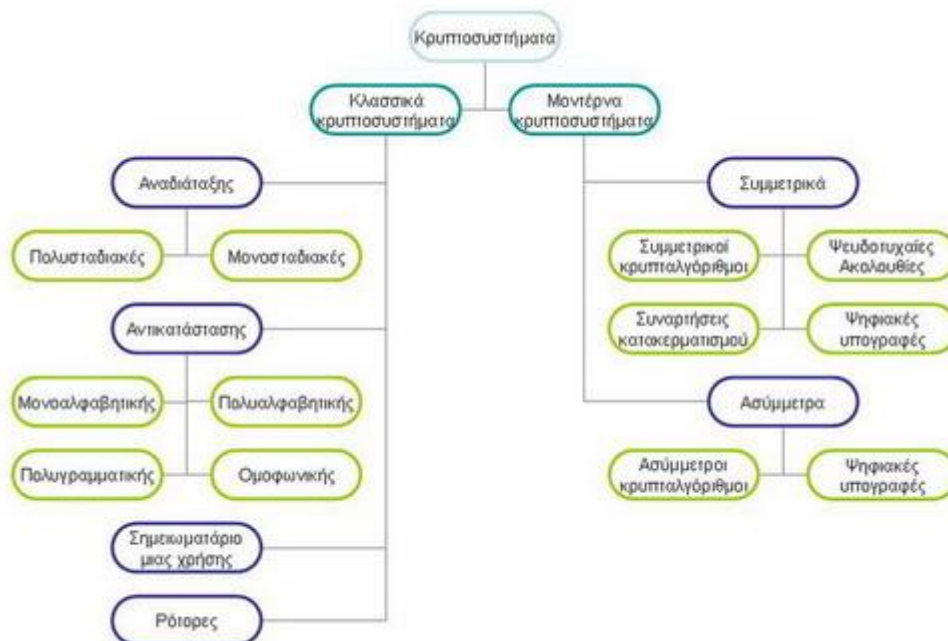 Κρυπτοσυστήματα
Κλασσικά
κρυπτοσυστήματα
Μοντέρνα
κρυπτοσυστήματα
Αναδιάταξης
Πολυσταδιακές
Μονοσταδιακές
Αντικατάστασης
Μονοαλφαβητικής
Πολυαλφαβητικής
Πολυγραμματικής
Ομοφωνικής
Σημειωματάριο
μιας χρήσης
Ρότορες
Συμμετρικά
Συμμετρικοί
κρυπταλγόριθμοι
Ψευδοτυχαίες
Ακολουθίες
Συναρτήσεις
κατακερματισμού
Ψηφιακές
υπογραφές
Ασύμμετρα
Ασύμμετροι
κρυπταλγόριθμοι
Ψηφιακές
υπογραφές